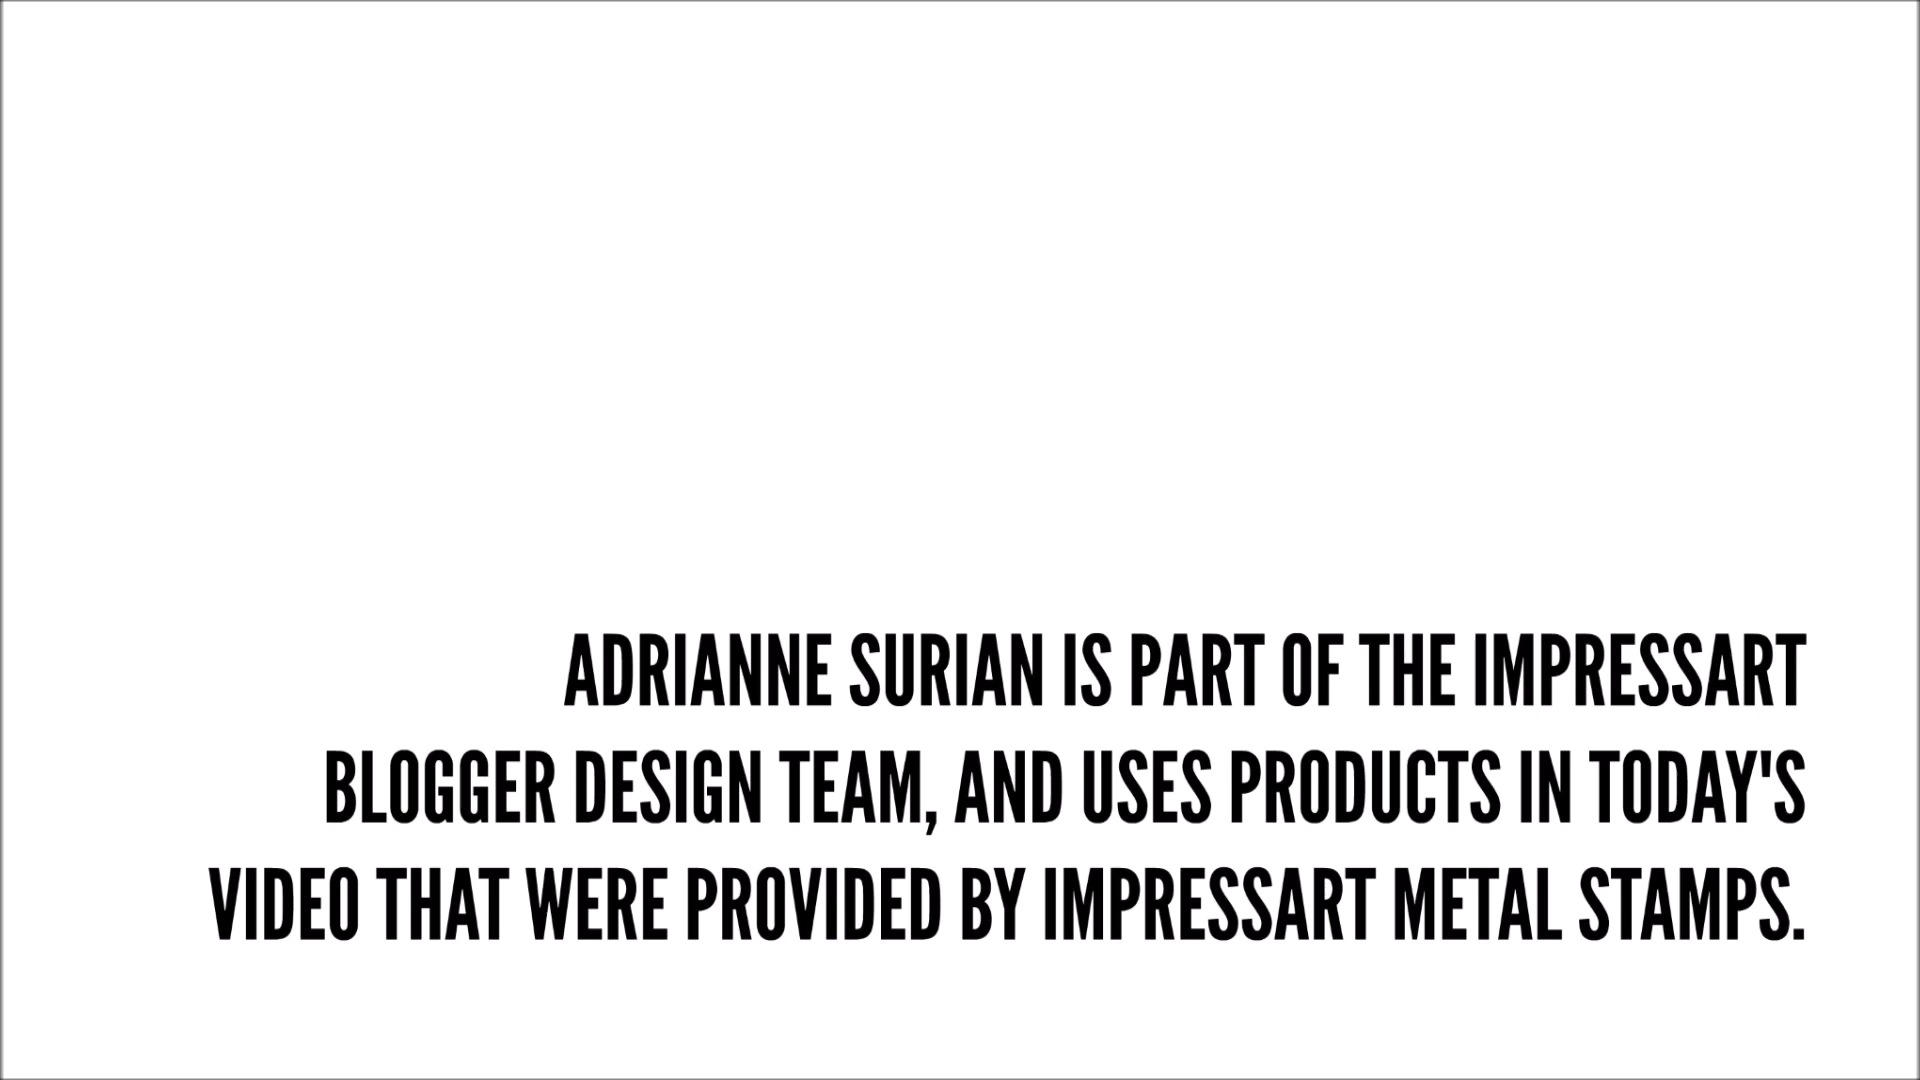 ADRIANNE SURIAN IS PART OF THE IMPRESSART
BLOGGER DESIGN TEAM, AND USES PRODUCTS IN TODAY'S
VIDEO THAT WERE PROVIDED BY IMPRESSART METAL STAMPS.